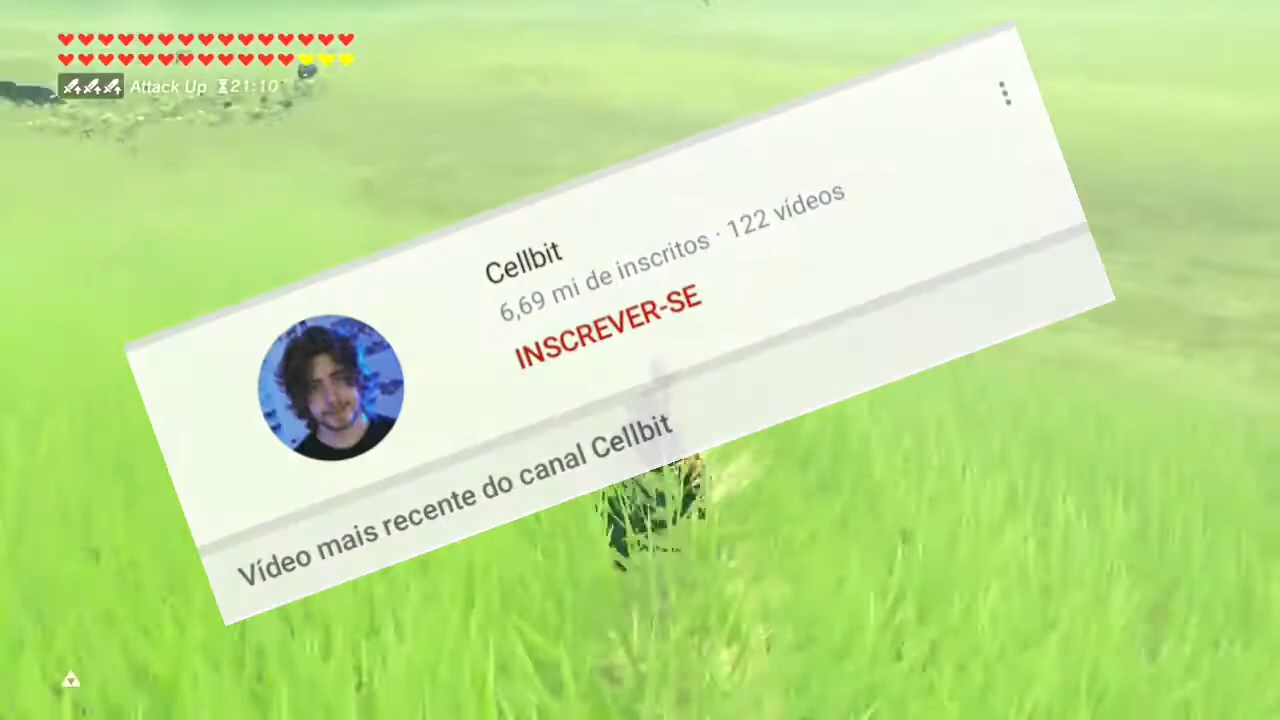 Attack Up 21:10
Cellbit
6,69 mi de inscritos · 122 vídeos
INSCREVER-SE
Vídeo mais recente do canal Cellbit